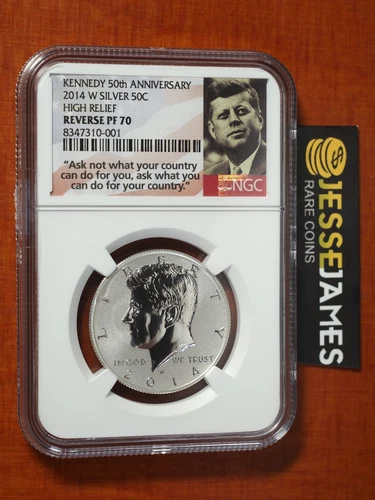 KENNEDY 50th ANNIVERSARY
2014 W SILVER 50C
HIGH RELIEF
REVERSE PF 70
8347310-001
"Ask not what your country
can do for you, ask what you
can do for your country."
NGC
LIBERTY
IN GOD WE TRUST
W
2014
JESSE JAMES
RARE COINS